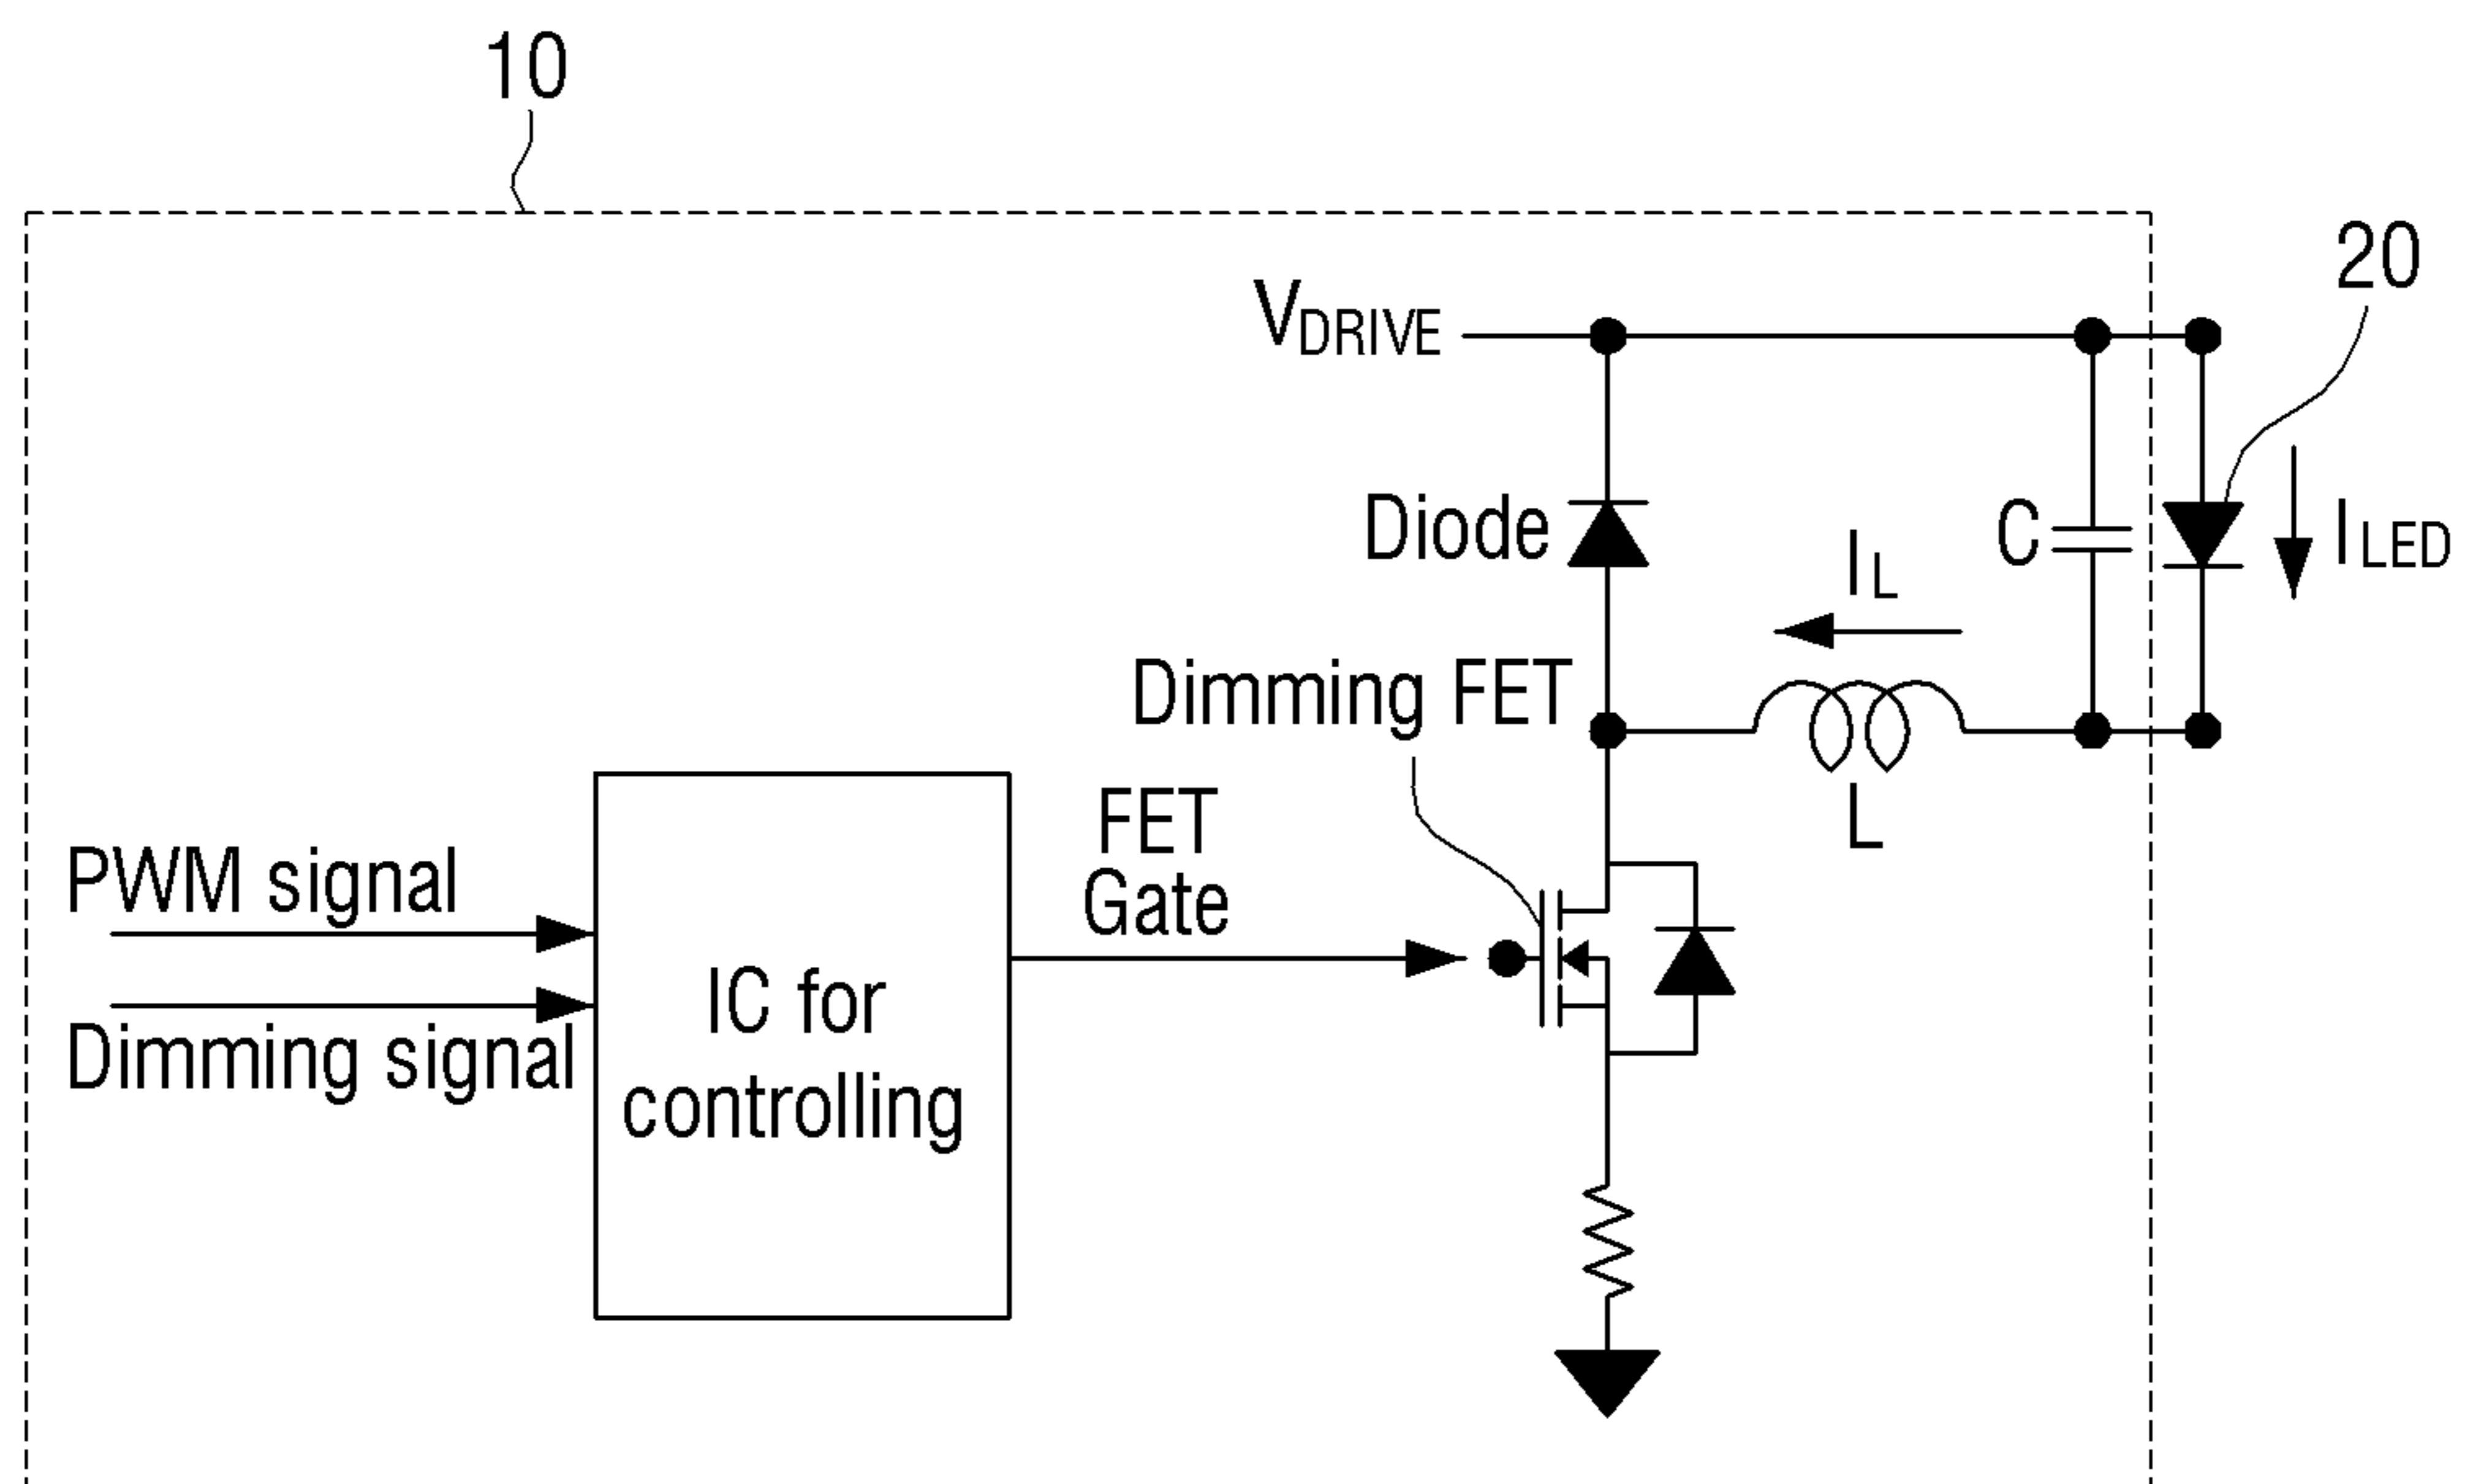 10
20
VDRIVE
Diode
C
ILED
IL
Dimming FET
L
FET
Gate
PWM signal
Dimming signal
IC for
controlling